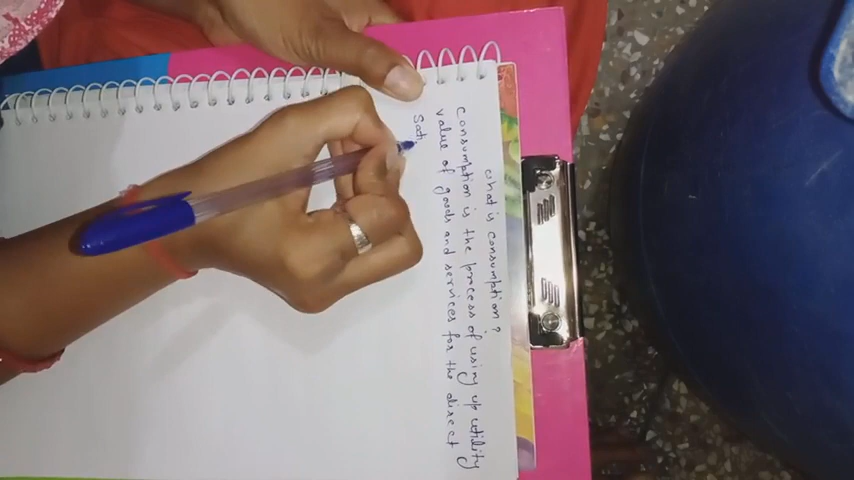 what is consumption?
consumption is the process of using up utility
value of goods and services for the direct
Sati